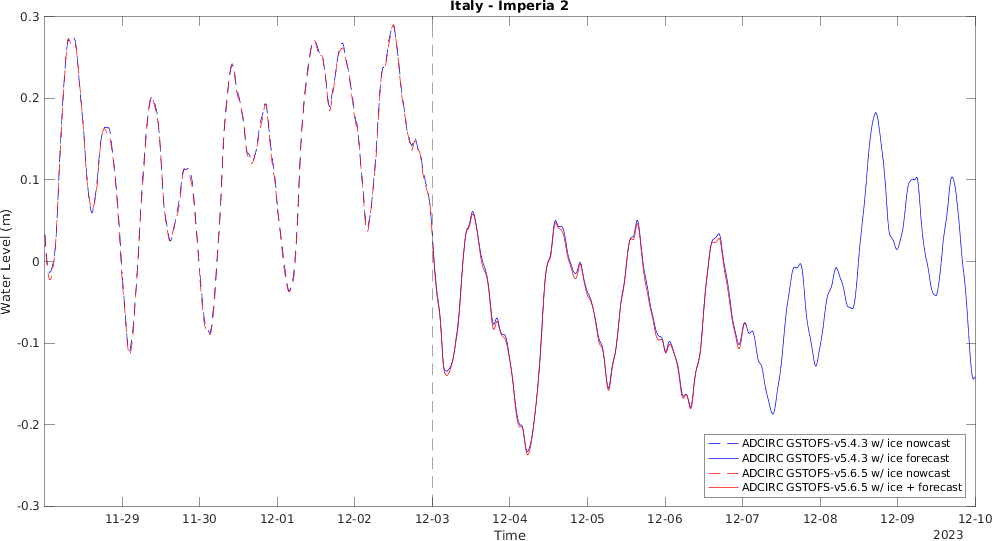 Italy - Imperia 2
0.3
0.2
0.1
0
-0.1
-0.2
-0.3
Water Level (m)
11-29 11-30 12-01 12-02 12-03 12-04 12-05 12-06 12-07 12-08 12-09 12-10
Time
2023
ADCIRC GSTOFS-v5.4.3 w/ ice nowcast
ADCIRC GSTOFS-v5.4.3 w/ ice forecast
ADCIRC GSTOFS-v5.6.5 w/ ice nowcast
ADCIRC GSTOFS-v5.6.5 w/ ice + forecast